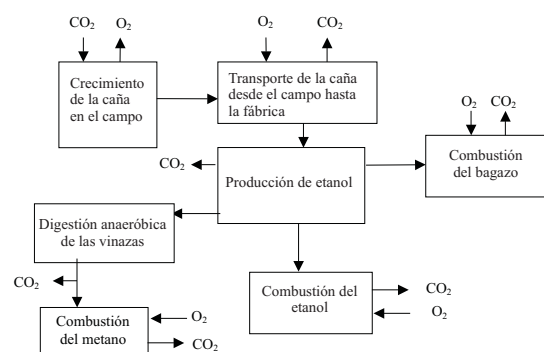 CO₂ O₂
O₂ CO₂
Crecimiento
de la caña
en el campo
Transporte de la caña
desde el campo hasta
la fábrica
O₂ CO₂
CO₂
Producción de etanol
Combustión
del bagazo
Digestión anaeróbica
de las vinazas
CO₂
Combustión del
etanol
CO₂
O₂
Combustión
del metano
O₂
CO₂